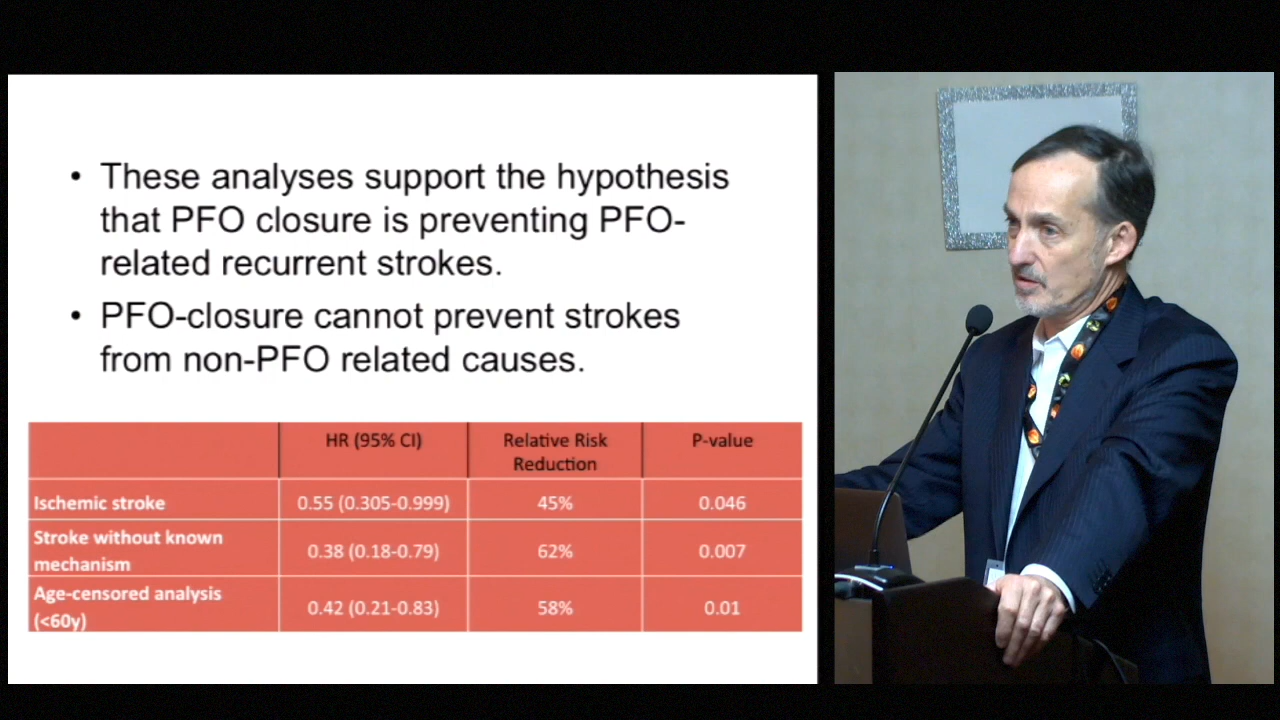 • These analyses support the hypothesis
that PFO closure is preventing PFO-
related recurrent strokes.
• PFO-closure cannot prevent strokes
from non-PFO related causes.
HR (95% CI) Relative Risk Reduction P-value
Ischemic stroke 0.55 (0.305-0.999) 45% 0.046
Stroke without known mechanism 0.38 (0.18-0.79) 62% 0.007
Age-censored analysis (<60y) 0.42 (0.21-0.83) 58% 0.01